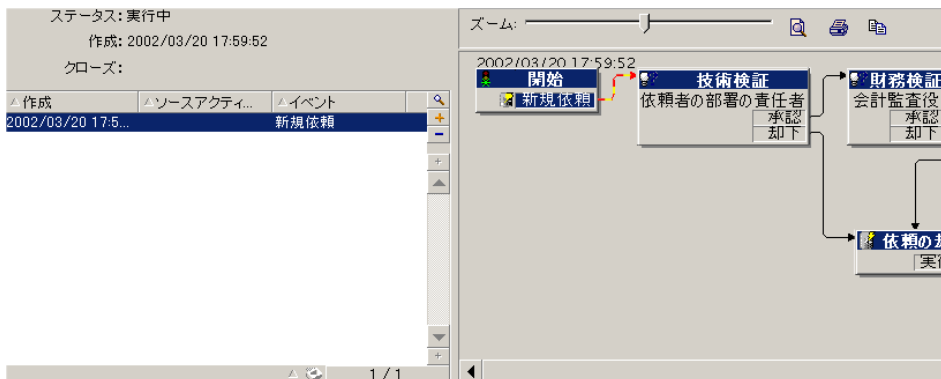 ステータス: 実行中
作成: 2002/03/20 17:59:52
クローズ:
作成 ソースアクティ... イベント
2002/03/20 17:5... 新規依頼
1/1
ズーム:
2002/03/20 17:59:52
開始
新規依頼
技術検証
依頼者の部署の責任者
承認
却下
財務検証
会計監査役
承認
却下
依頼の